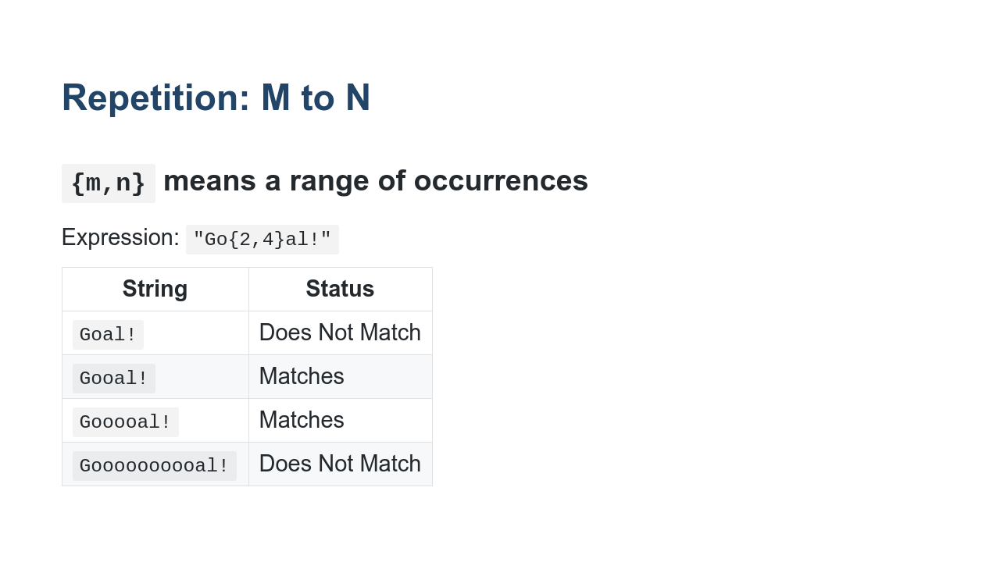 Repetition: M to N
{m,n} means a range of occurrences
Expression: "Go{2,4}al!"
String Status
Goal! Does Not Match
Gooal! Matches
Gooooal! Matches
Goooooooooal! Does Not Match